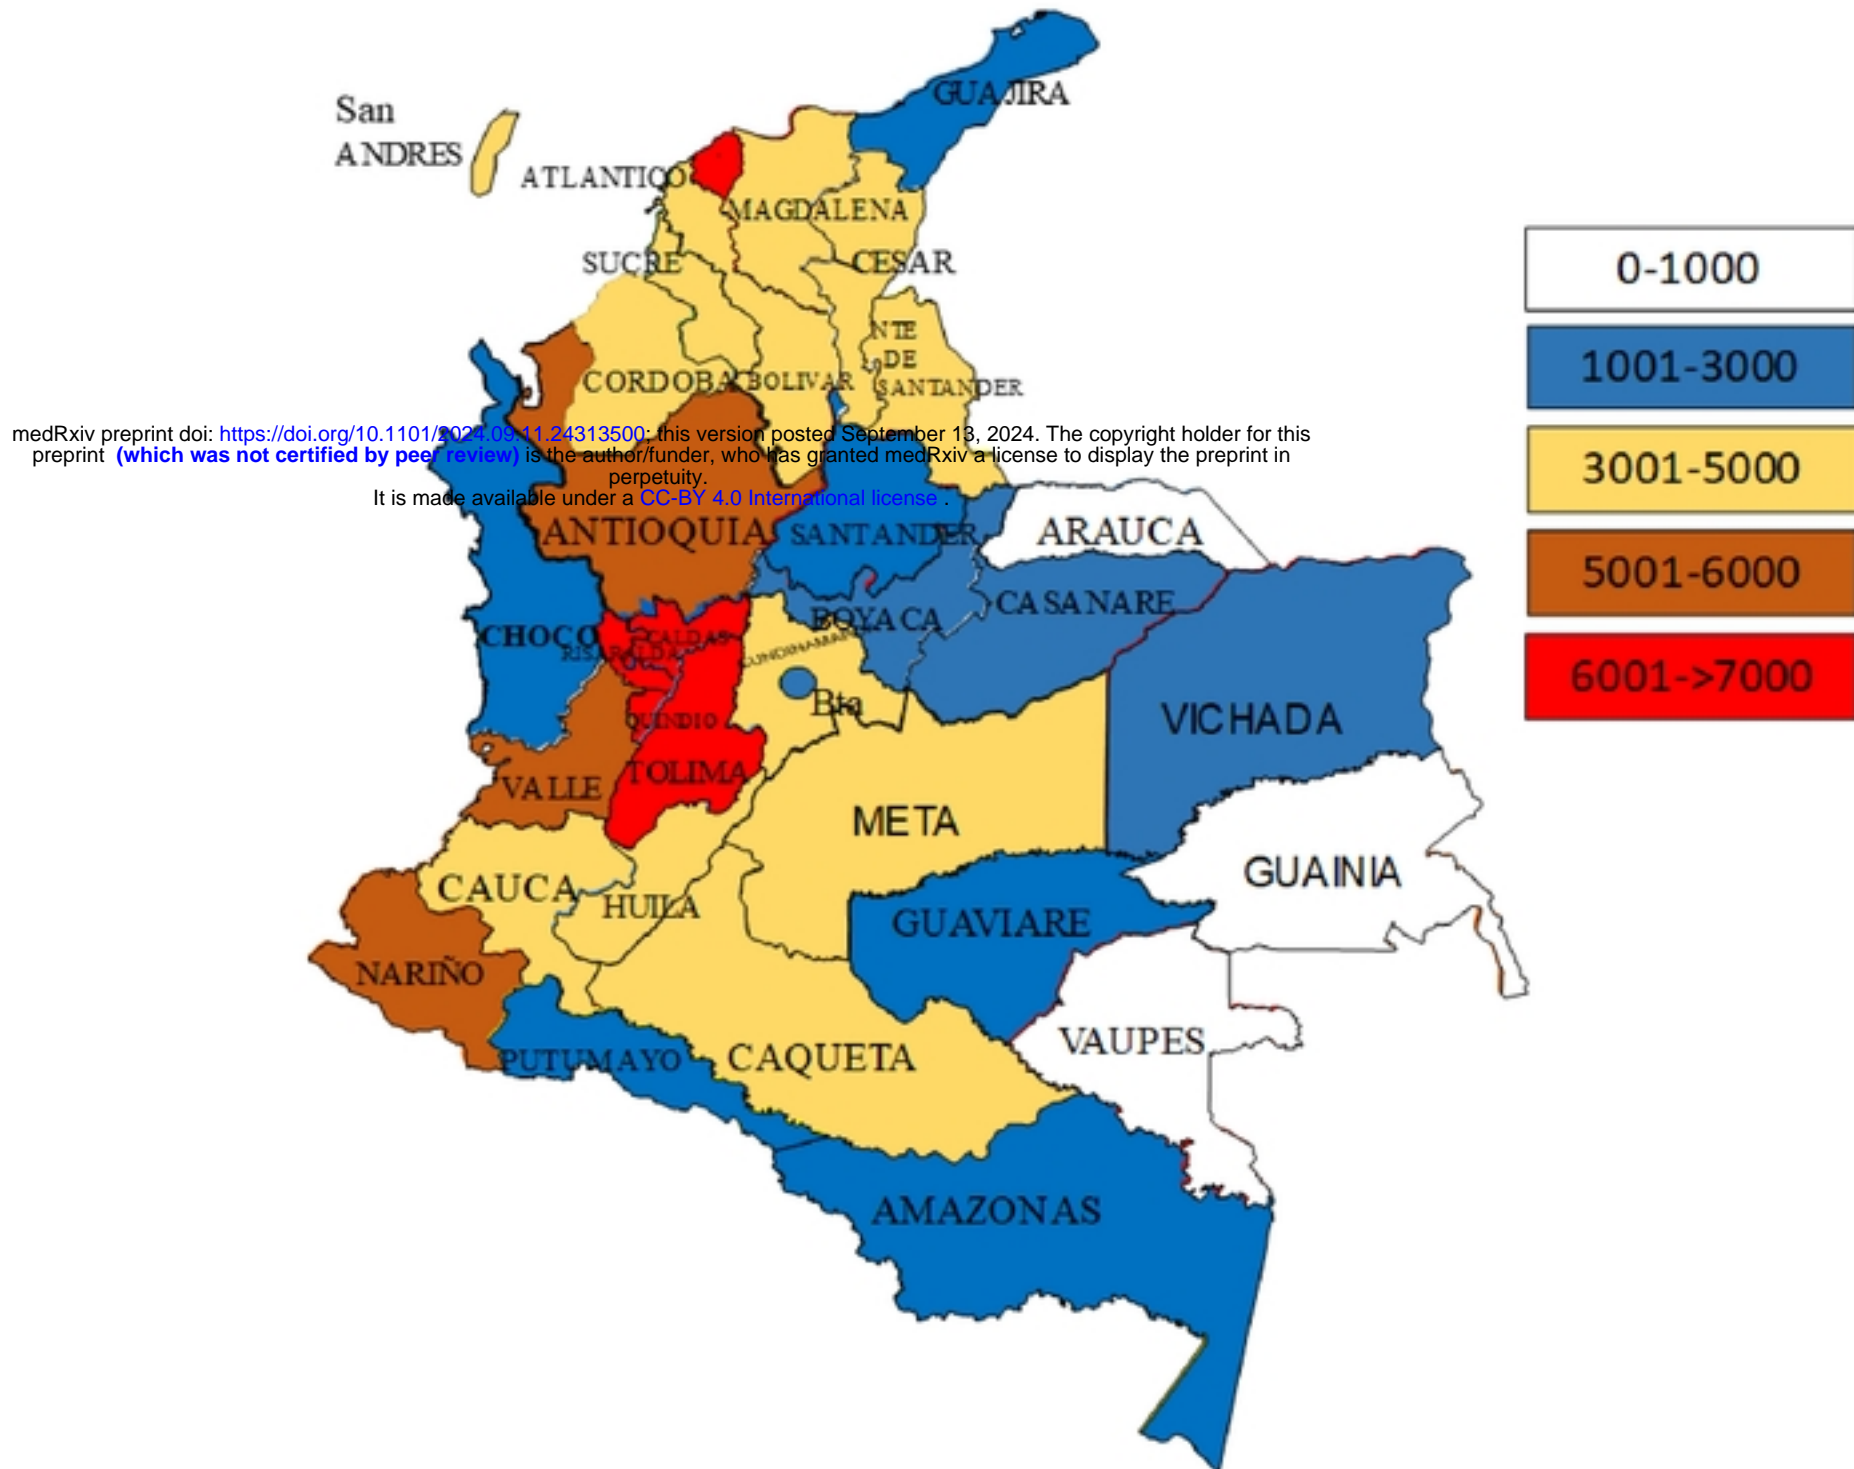 GUAJIRA
San
ANDRES
ATLANTICO
MAGDALENA
SUCRE
CESAR
0-1000
NTE
DE
SANTANDER
1001-3000
CORDOBA
BOLIVAR
medRxiv preprint doi: https://doi.org/10.1101/2024.09.11.24313500; this version posted September 13, 2024. The copyright holder for this
preprint (which was not certified by peer review) is the author/funder, who has granted medRxiv a license to display the preprint in
perpetuity.
It is made available under a CC-BY 4.0 International license .
3001-5000
ANTIOQUIA
SANTANDER
ARAUCA
5001-6000
BOYACA
CASANARE
CHOCO
CALDAS
RISARALDA
6001->7000
Bta
QUINDIO
VICHADA
VALLE
TOLIMA
META
GUAINIA
CAUCA
HUILA
GUAVIARE
NARIÑO
VAUPES
PUTUMAYO
CAQUETA
AMAZONAS